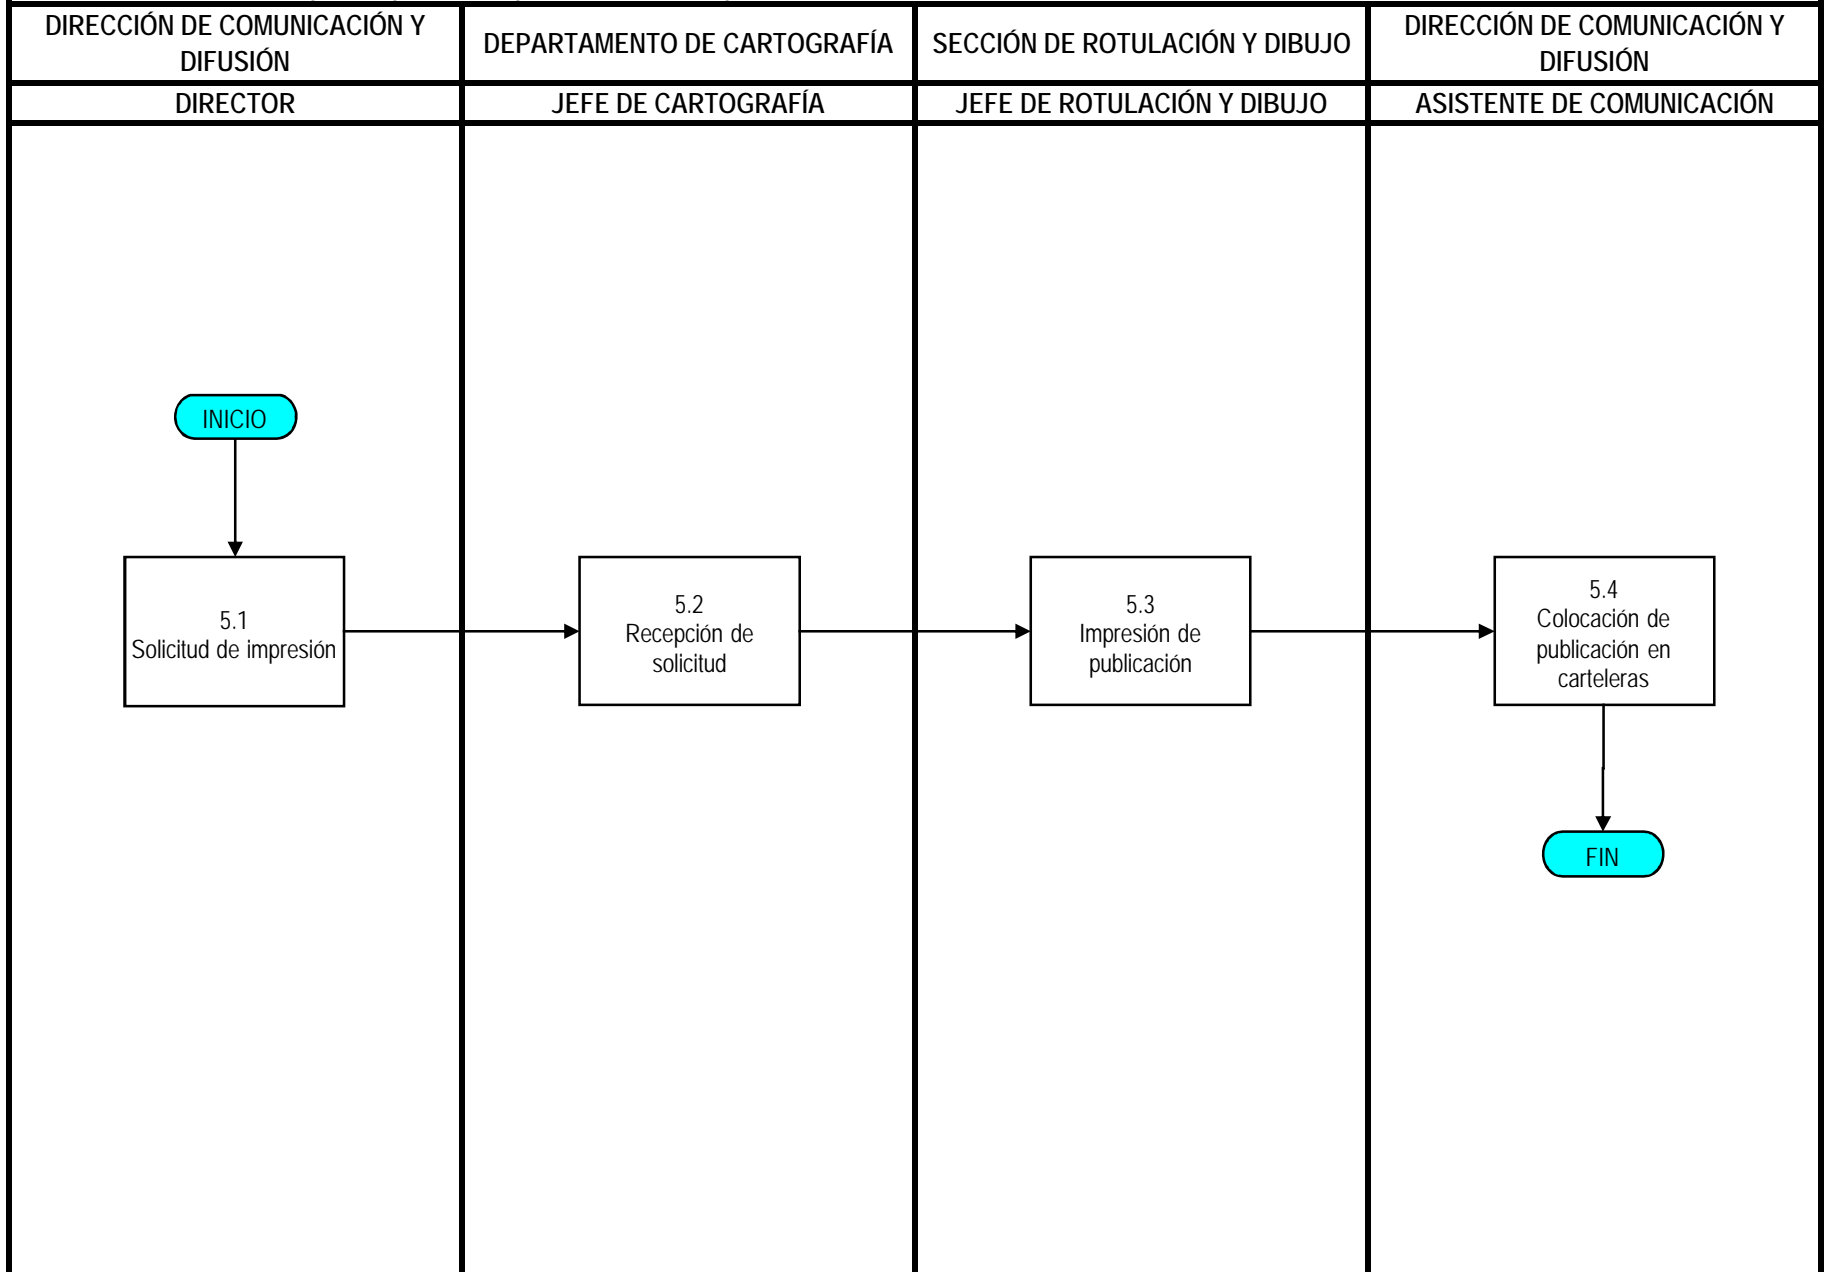 DIRECCIÓN DE COMUNICACIÓN Y
DIFUSIÓN
DEPARTAMENTO DE CARTOGRAFÍA
SECCIÓN DE ROTULACIÓN Y DIBUJO
DIRECCIÓN DE COMUNICACIÓN Y
DIFUSIÓN
DIRECTOR
JEFE DE CARTOGRAFÍA
JEFE DE ROTULACIÓN Y DIBUJO
ASISTENTE DE COMUNICACIÓN
INICIO
5.1
Solicitud de impresión
5.2
Recepción de
solicitud
5.3
Impresión de
publicación
5.4
Colocación de
publicación en
carteleras
FIN